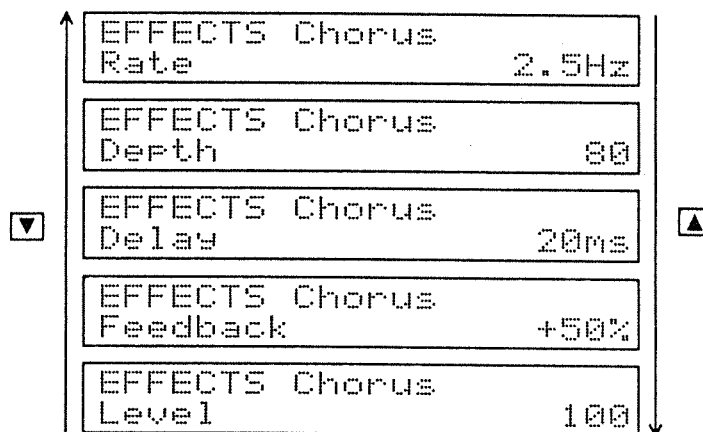 EFFECTS Chorus
Rate 2.5Hz
EFFECTS Chorus
Depth 80
EFFECTS Chorus
Delay 20ms
EFFECTS Chorus
Feedback +50%
EFFECTS Chorus
Level 100